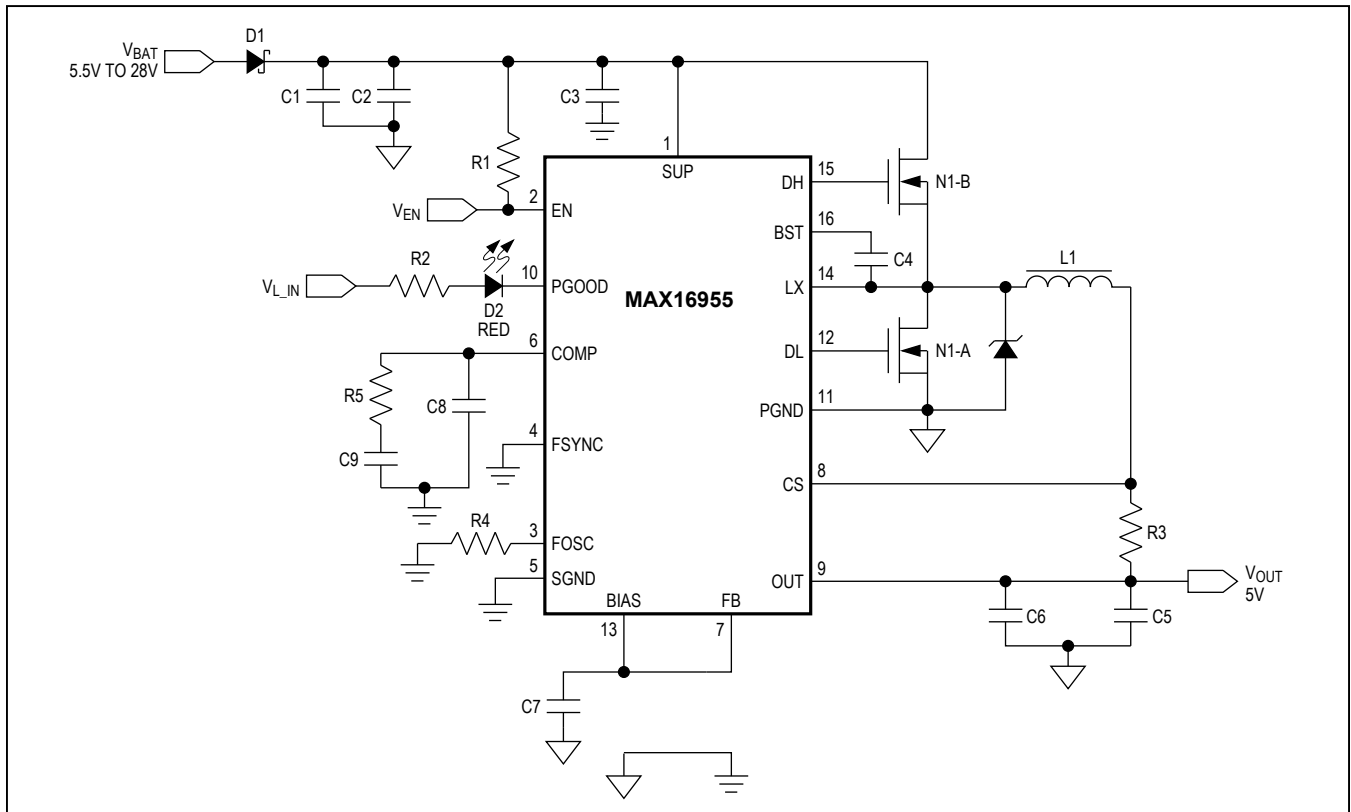 D1
V_BAT
5.5V TO 28V
C1
C2
C3
R1
1
SUP
DH
15
N1-B
2
EN
V_EN
BST
16
C4
L1
R2
V_L_IN
10
PGOOD
D2
RED
MAX16955
LX
14
6
COMP
DL
12
N1-A
R5
C8
PGND
11
4
FSYNC
C9
CS
8
R4
3
FOSC
R3
5
SGND
OUT
9
V_OUT
5V
BIAS
FB
13
7
C6
C5
C7